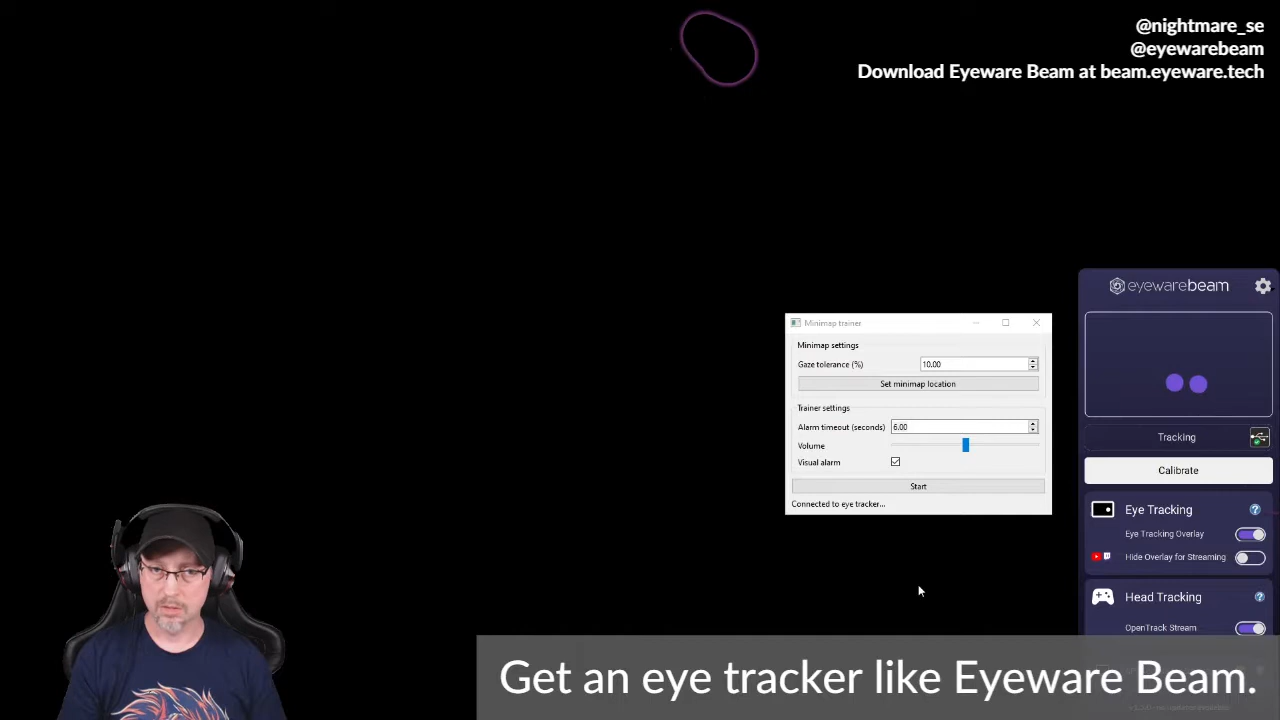 @nightmare_se
@eyewarebeam
Download Eyeware Beam at beam.eyeware.tech
eyewarebeam
Minimap trainer
Minimap settings
Gaze tolerance (%) 10.00
Set minimap location
Trainer settings
Alarm timeout (seconds) 6.00
Volume
Visual alarm
Start
Connected to eye tracker...
Tracking
Calibrate
Eye Tracking
Eye Tracking Overlay
Hide Overlay for Streaming
Head Tracking
OpenTrack Stream
Get an eye tracker like Eyeware Beam.